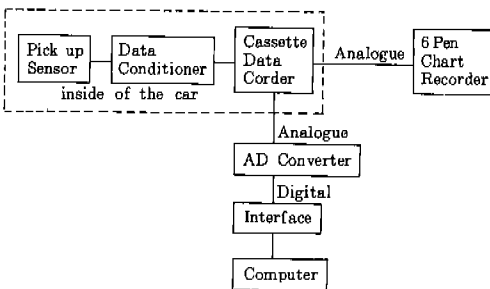 Pick up
Sensor
Data
Conditioner
Cassette
Data
Corder
Analogue
6 Pen
Chart
Recorder
inside of the car
Analogue
AD Converter
Digital
Interface
Computer